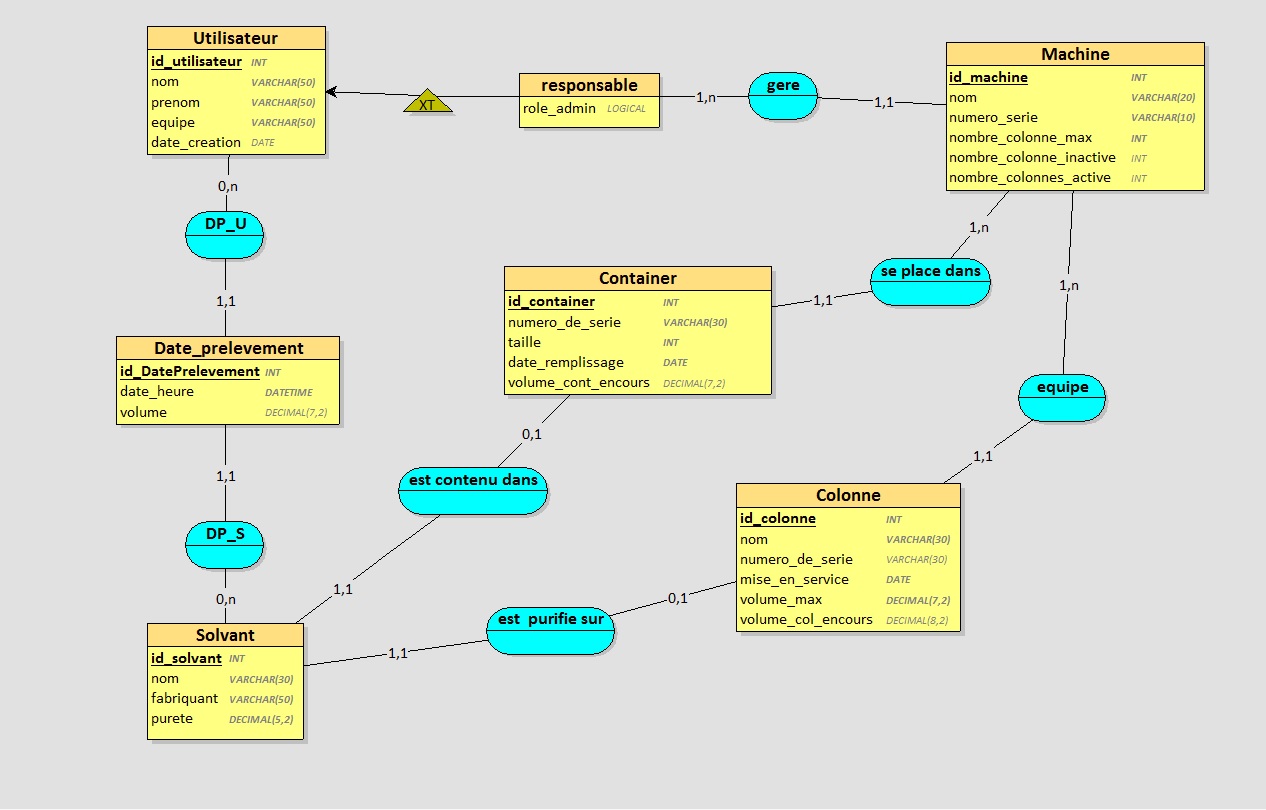 Utilisateur
id_utilisateur INT
nom VARCHAR(50)
prenom VARCHAR(50)
equipe VARCHAR(50)
date_creation DATE
XT
responsable
role_admin LOGICAL
1,n
gere
1,1
Machine
id_machine INT
nom VARCHAR(20)
numero_serie VARCHAR(10)
nombre_colonne_max INT
nombre_colonne_inactive INT
nombre_colonnes_active INT
0,n
DP_U
1,1
Date_prelevement
id_DatePrelevement INT
date_heure DATETIME
volume DECIMAL(7,2)
1,1
DP_S
0,n
Container
id_container INT
numero_de_serie VARCHAR(30)
taille INT
date_remplissage DATE
volume_cont_encours DECIMAL(7,2)
1,1
se place dans
1,n
1,n
equipe
1,1
0,1
est contenu dans
1,1
Colonne
id_colonne INT
nom VARCHAR(30)
numero_de_serie VARCHAR(30)
mise_en_service DATE
volume_max DECIMAL(7,2)
volume_col_encours DECIMAL(8,2)
0,1
est purifie sur
1,1
Solvant
id_solvant INT
nom VARCHAR(30)
fabriquant VARCHAR(50)
purete DECIMAL(5,2)